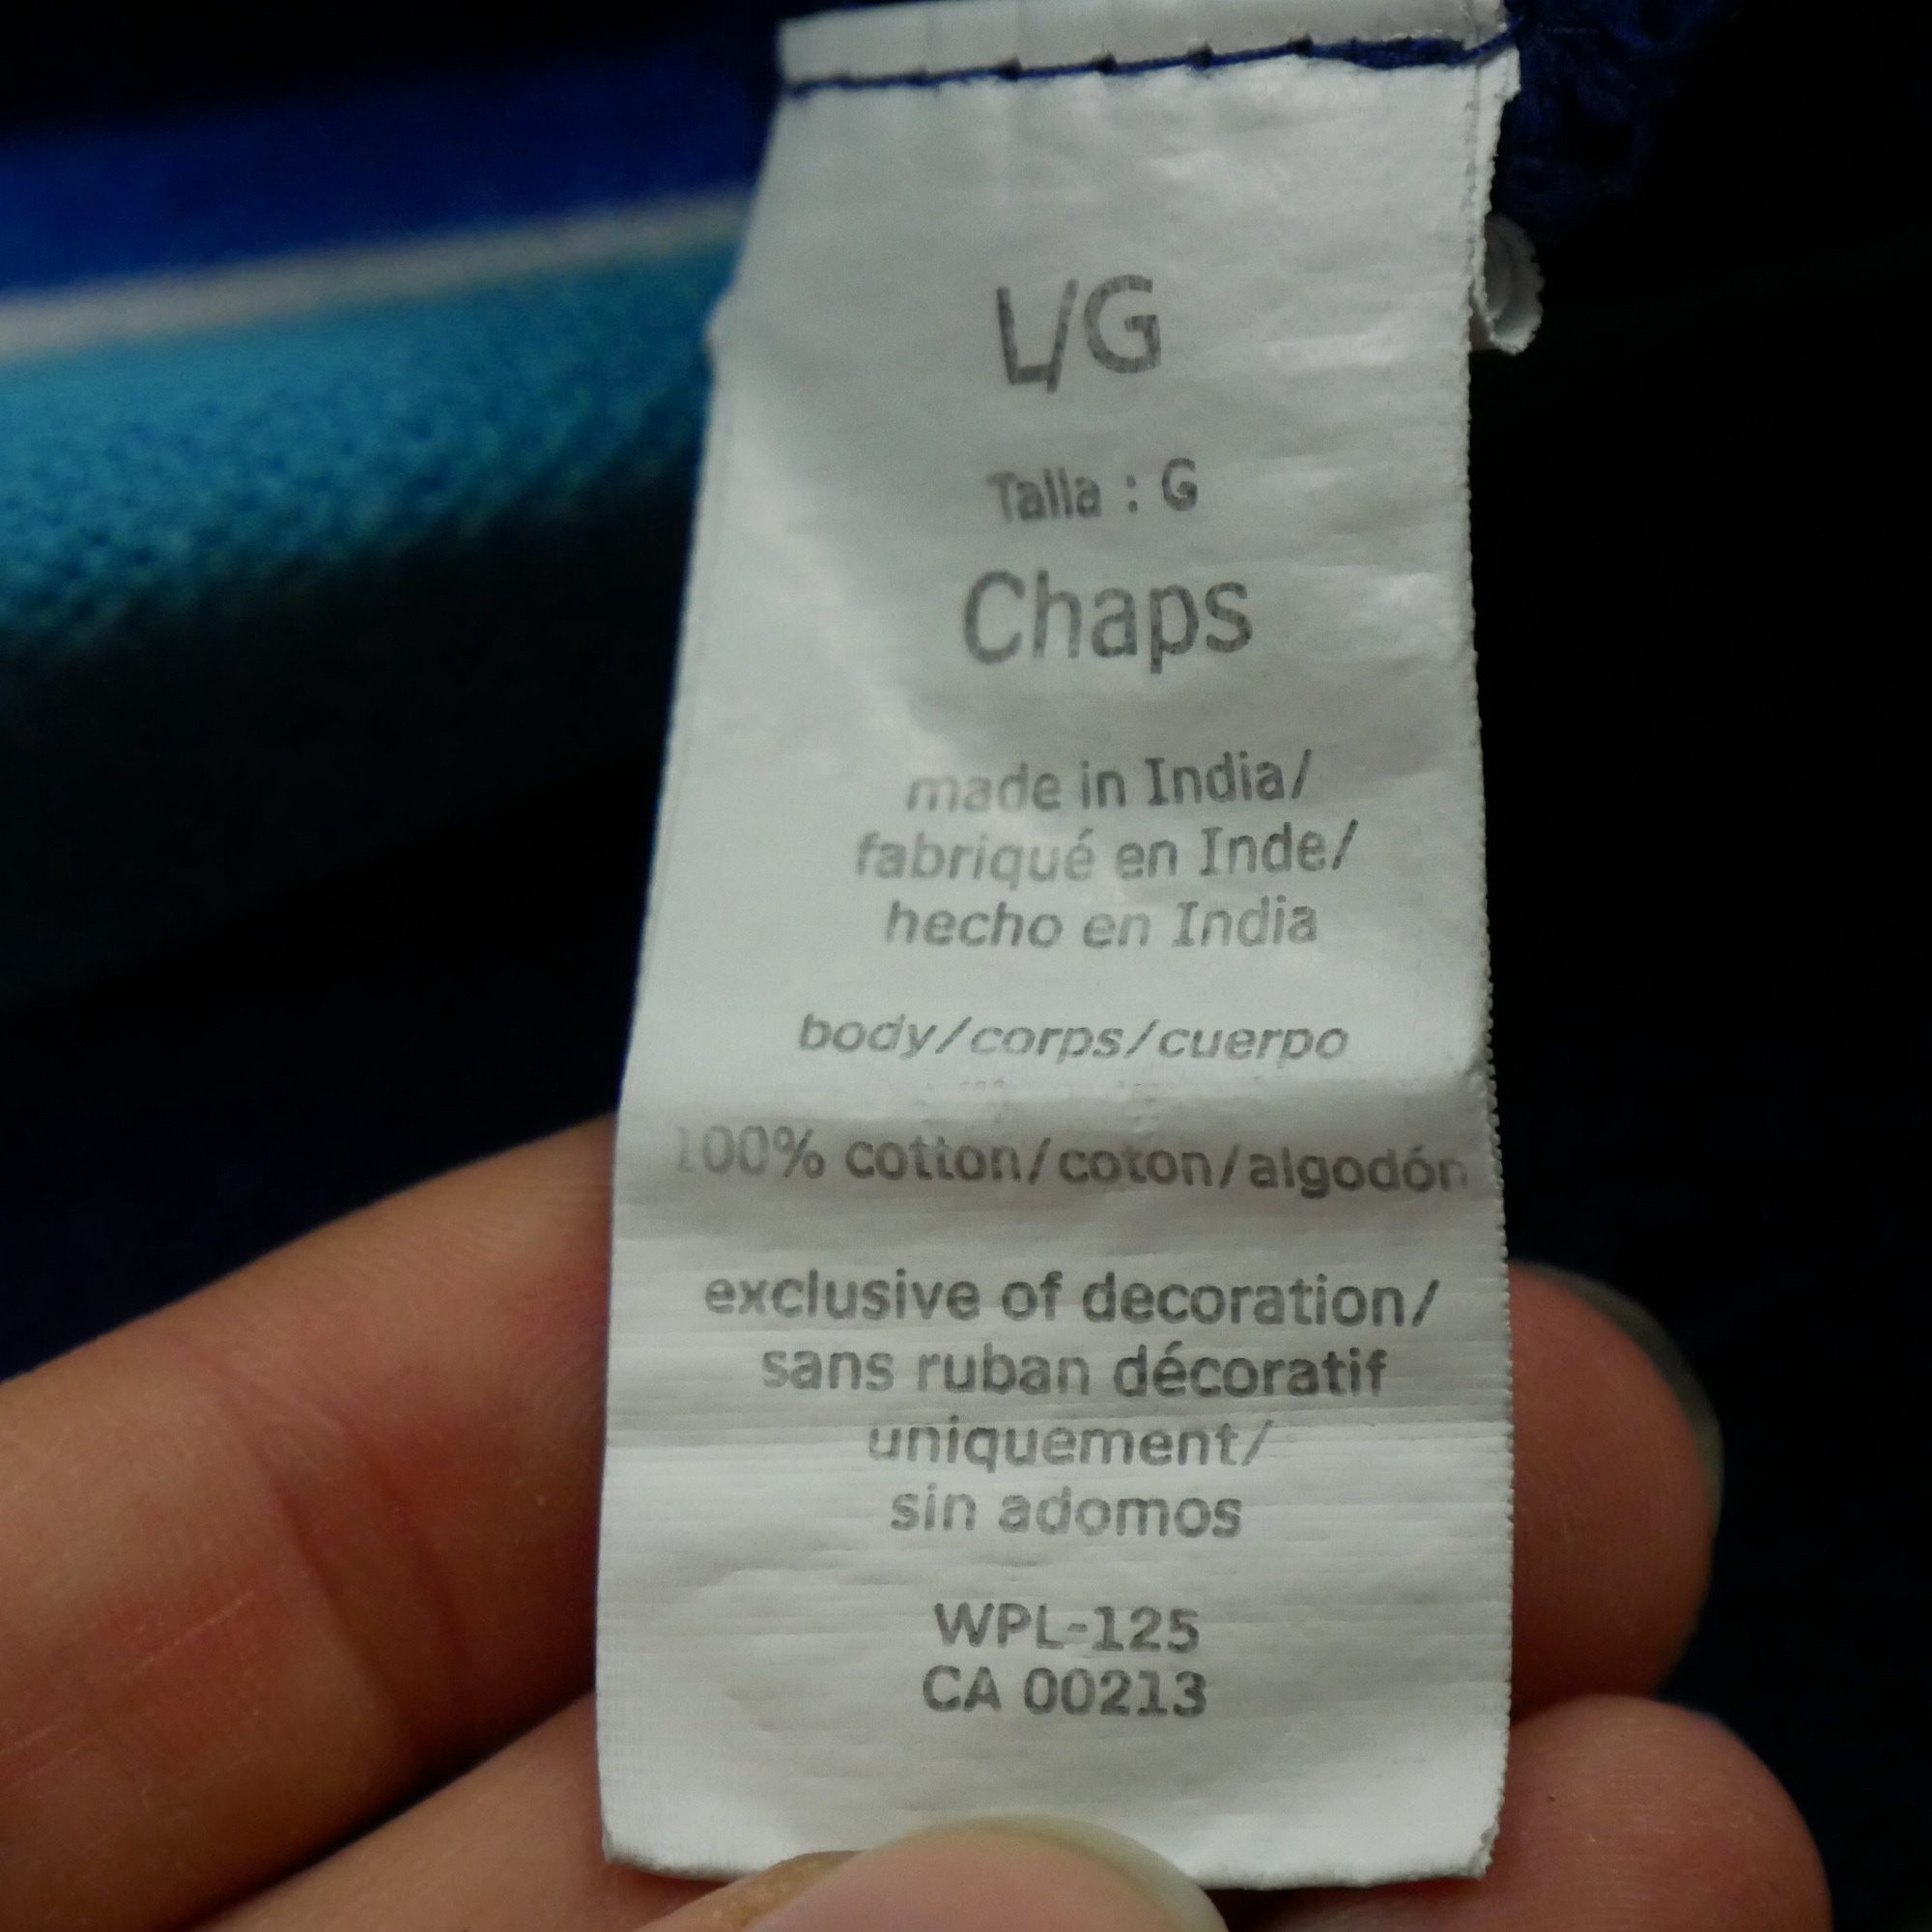 L/G
Talla : G
Chaps
made in India/
fabriqué en Inde/
hecho en India
body/corps/cuerpo
100% cotton/coton/algodón
exclusive of decoration/
sans ruban décoratif
uniquement/
sin adornos
WPL-125
CA 00213